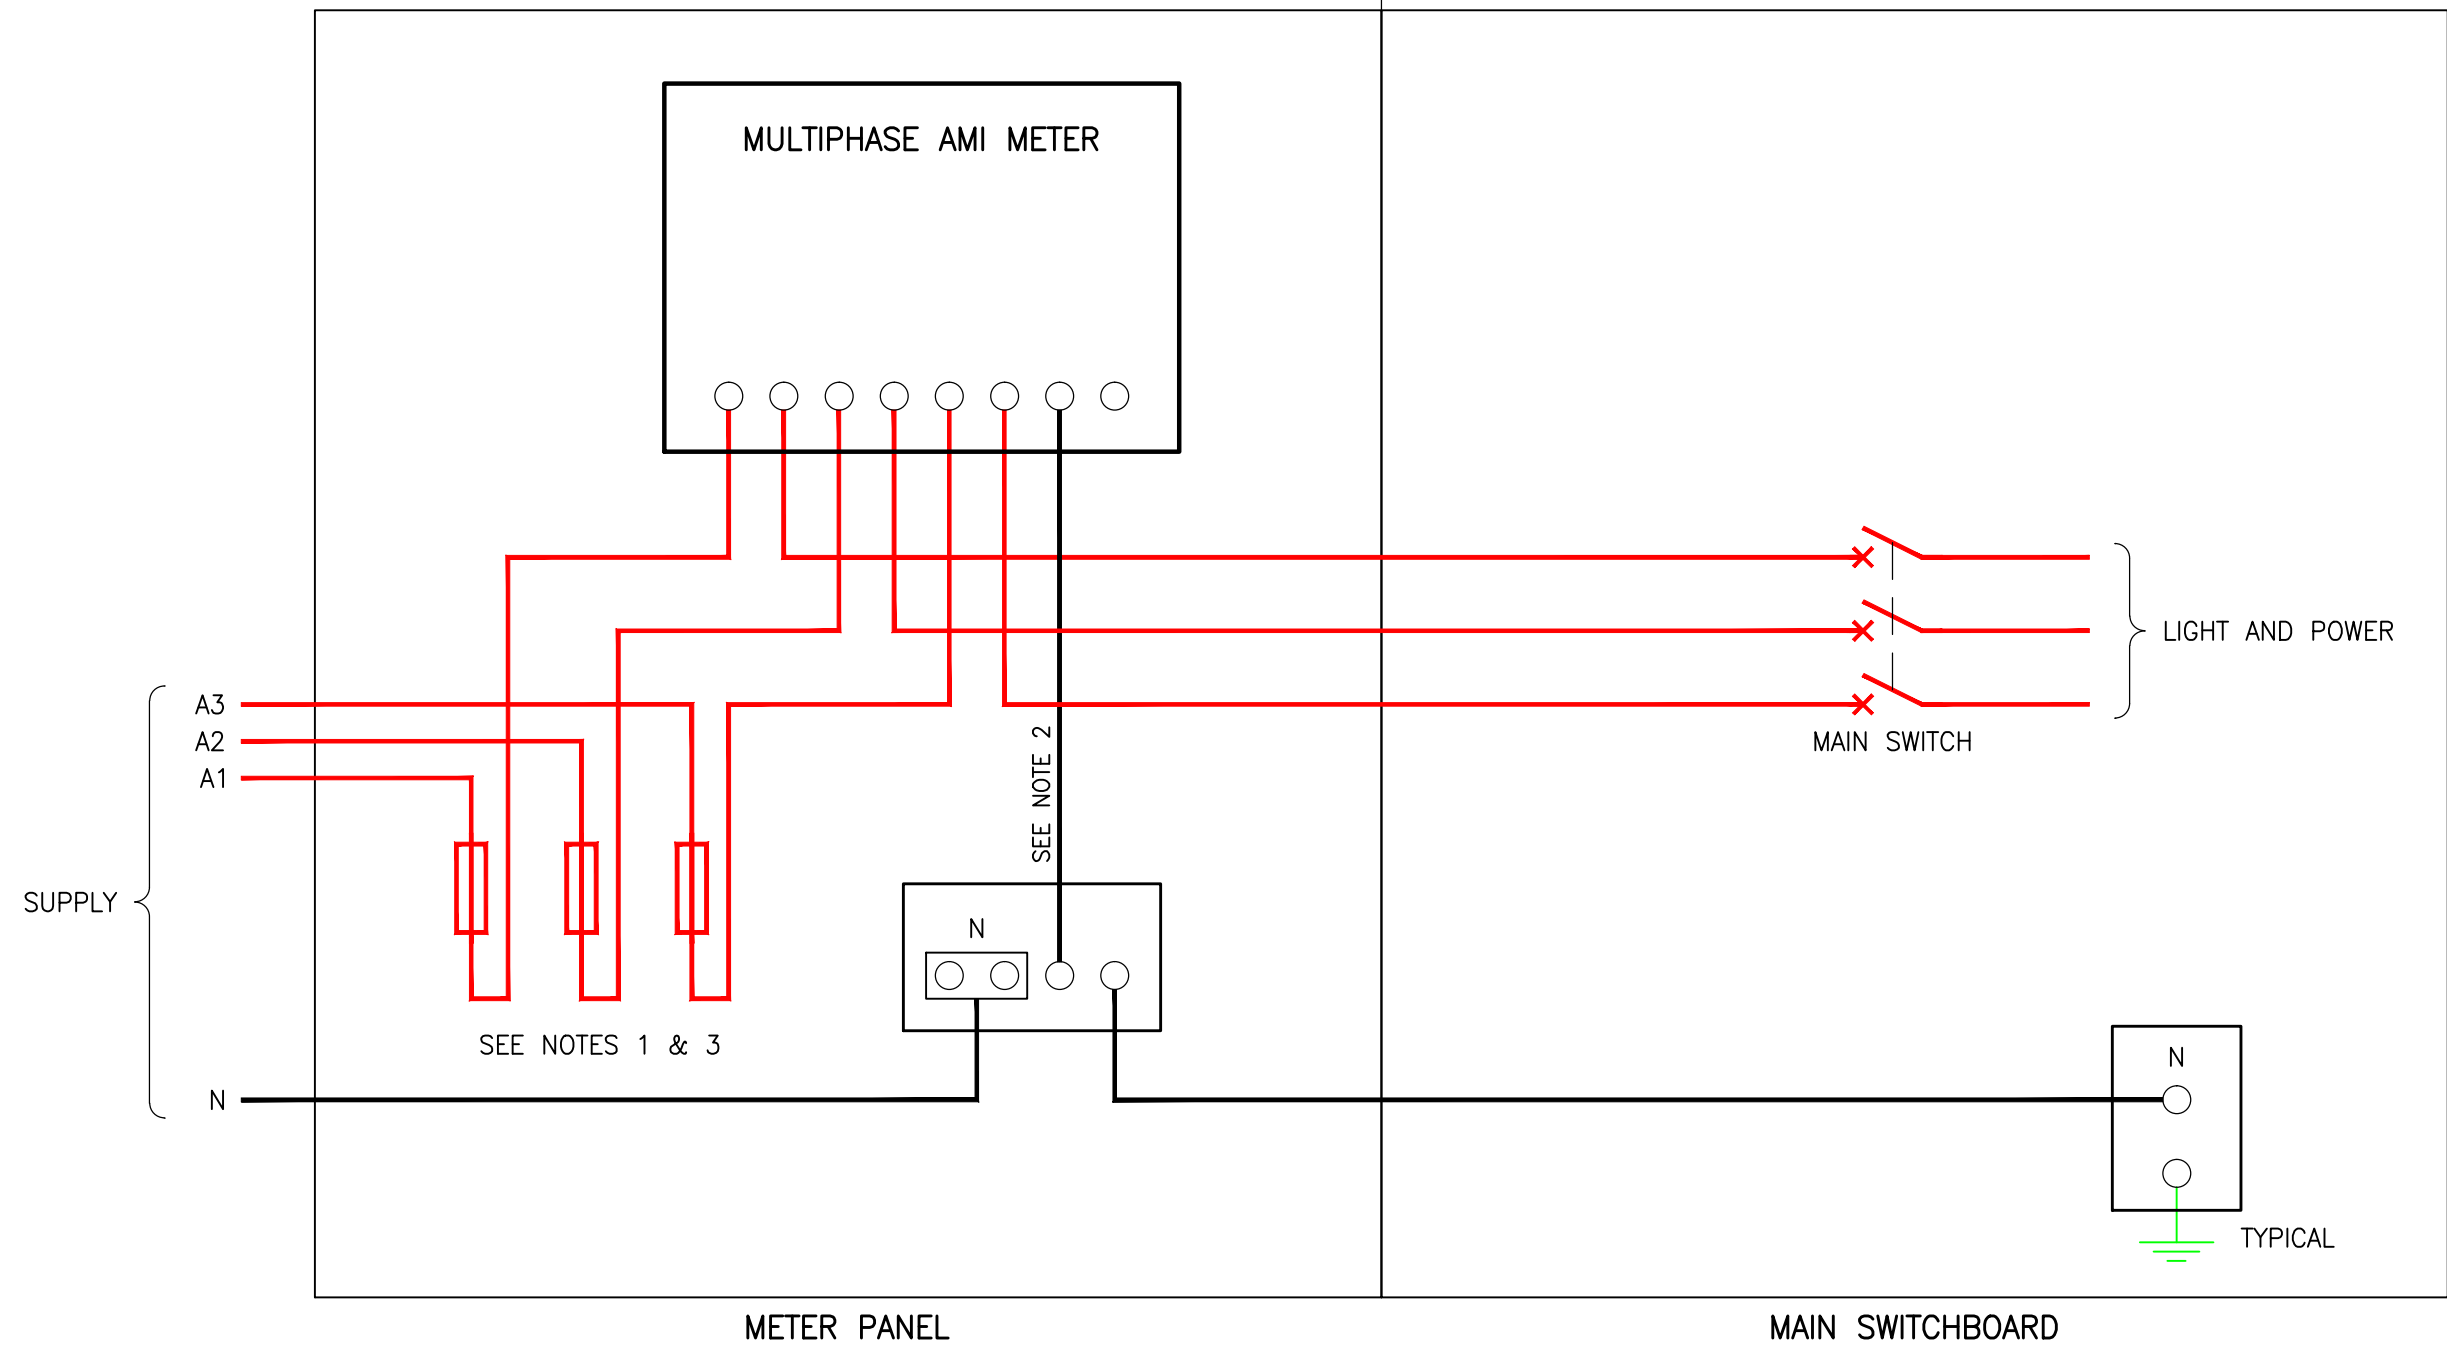 MULTIPHASE AMI METER
LIGHT AND POWER
A3
A2
A1
MAIN SWITCH
SEE NOTE 2
SUPPLY
N
SEE NOTES 1 & 3
N
N
TYPICAL
METER PANEL
MAIN SWITCHBOARD